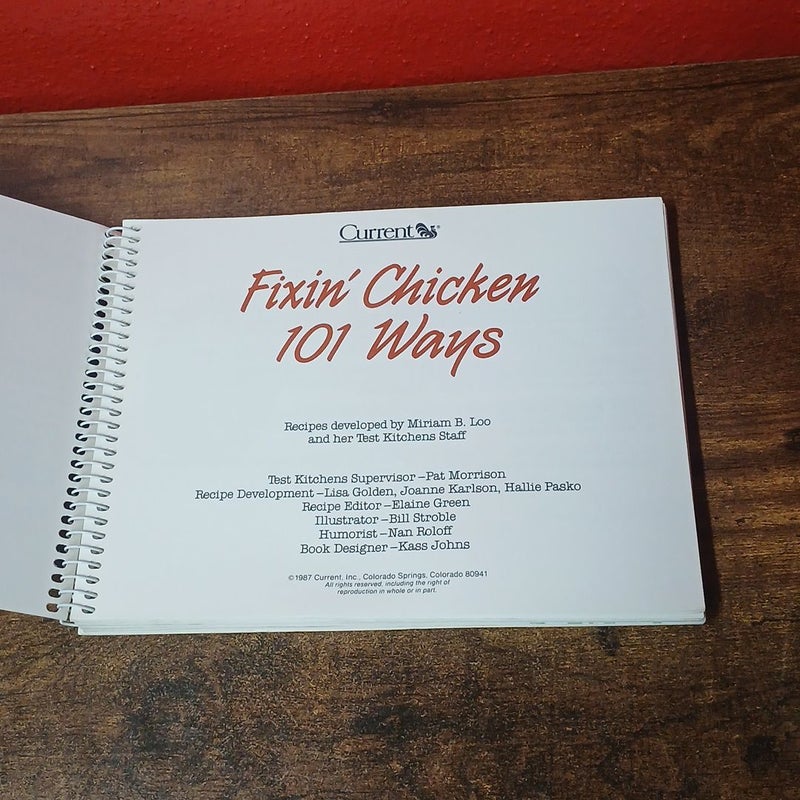 Current®
Fixin' Chicken
101 Ways
Recipes developed by Miriam B. Loo
and her Test Kitchens Staff
Test Kitchens Supervisor–Pat Morrison
Recipe Development–Lisa Golden, Joanne Karlson, Hallie Pasko
Recipe Editor–Elaine Green
Illustrator–Bill Stroble
Humorist–Nan Roloff
Book Designer–Kass Johns
©1987 Current, Inc., Colorado Springs, Colorado 80941
All rights reserved, including the right of
reproduction in whole or in part.